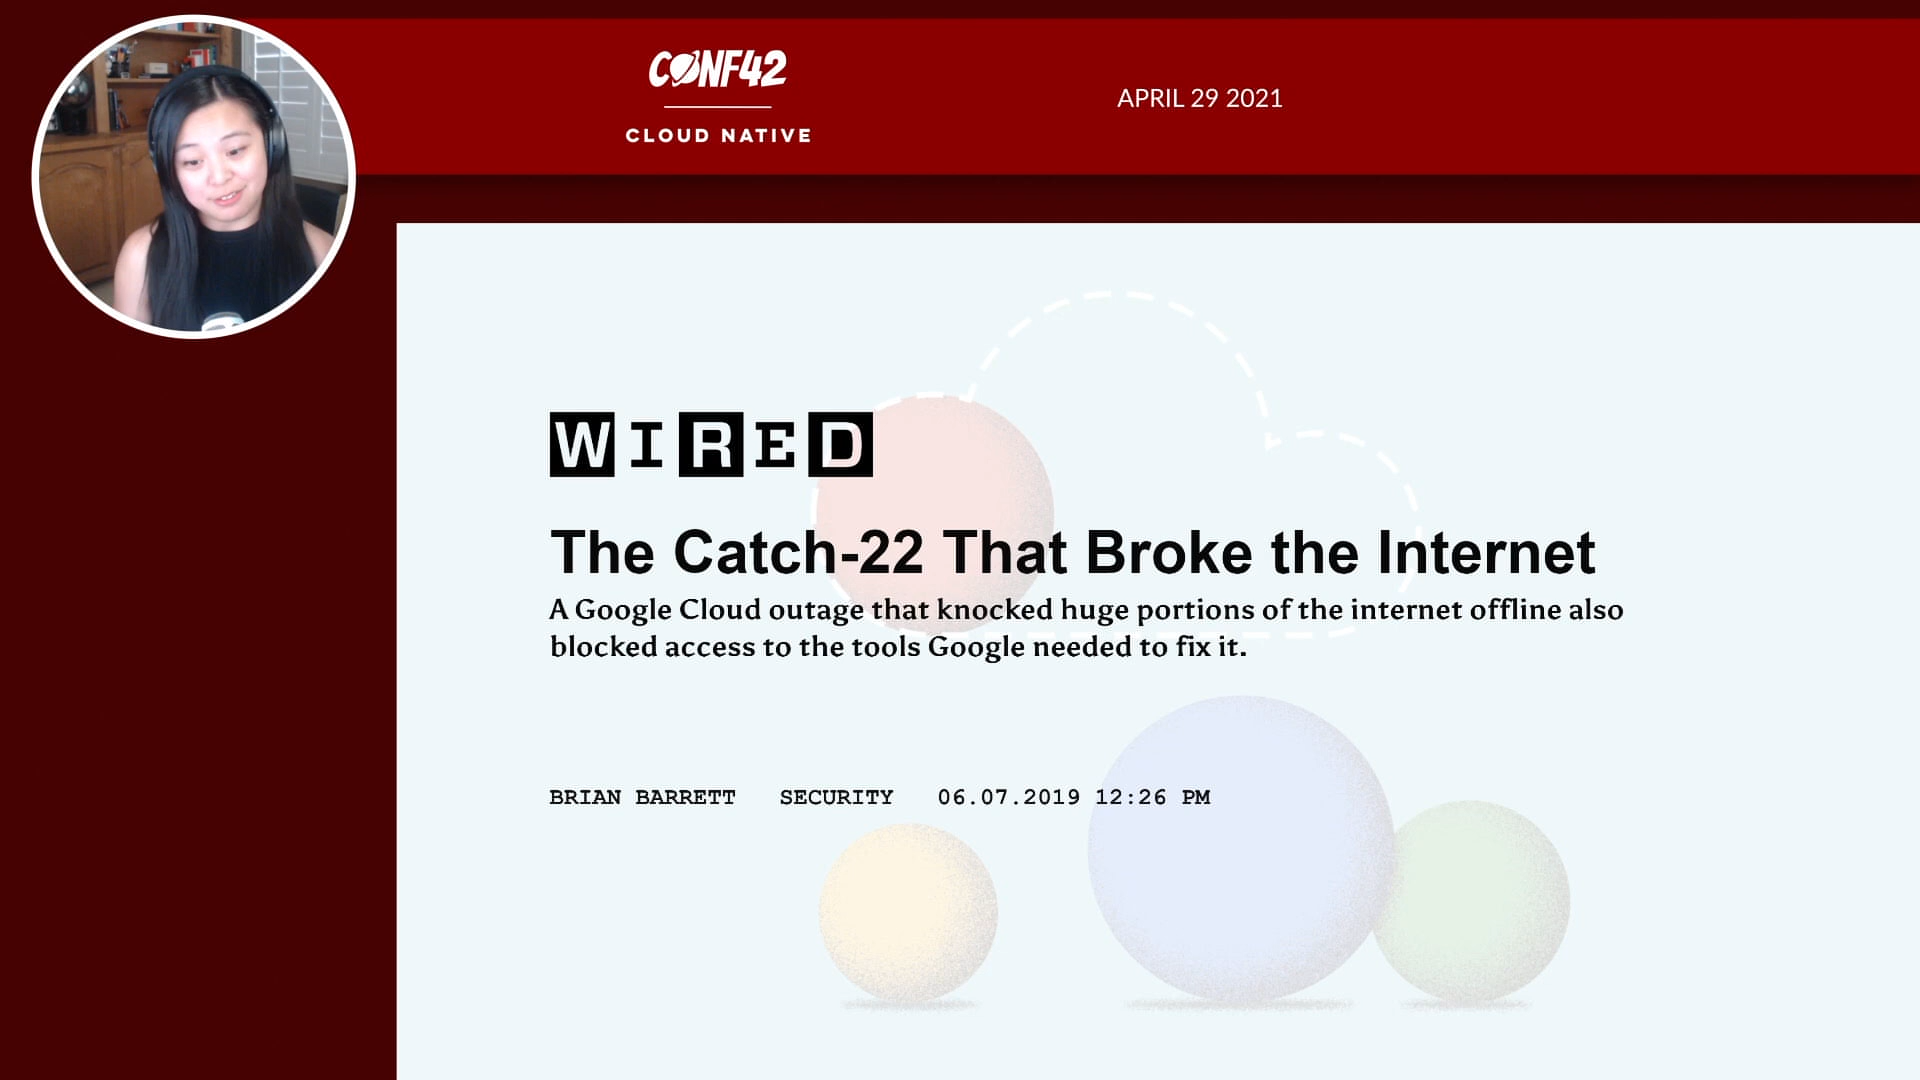 CONF42
CLOUD NATIVE
APRIL 29 2021
WIRED
The Catch-22 That Broke the Internet
A Google Cloud outage that knocked huge portions of the internet offline also
blocked access to the tools Google needed to fix it.
BRIAN BARRETT SECURITY 06.07.2019 12:26 PM